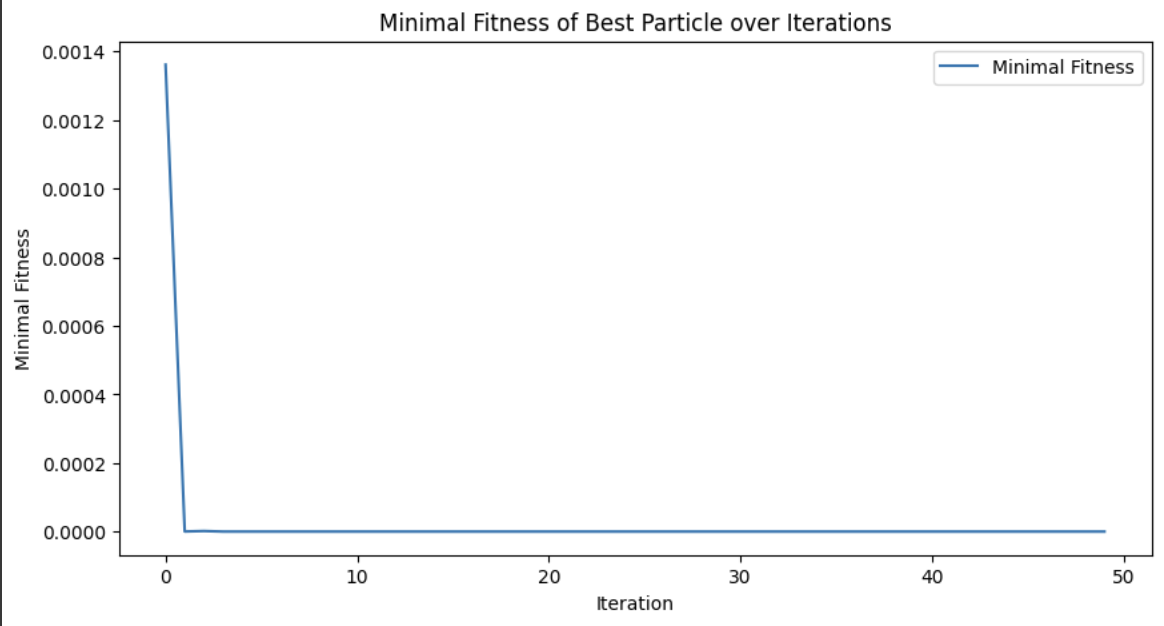 Minimal Fitness of Best Particle over Iterations
Minimal Fitness
0.0014
0.0012
0.0010
0.0008
0.0006
0.0004
0.0002
0.0000
Minimal Fitness
0 10 20 30 40 50
Iteration